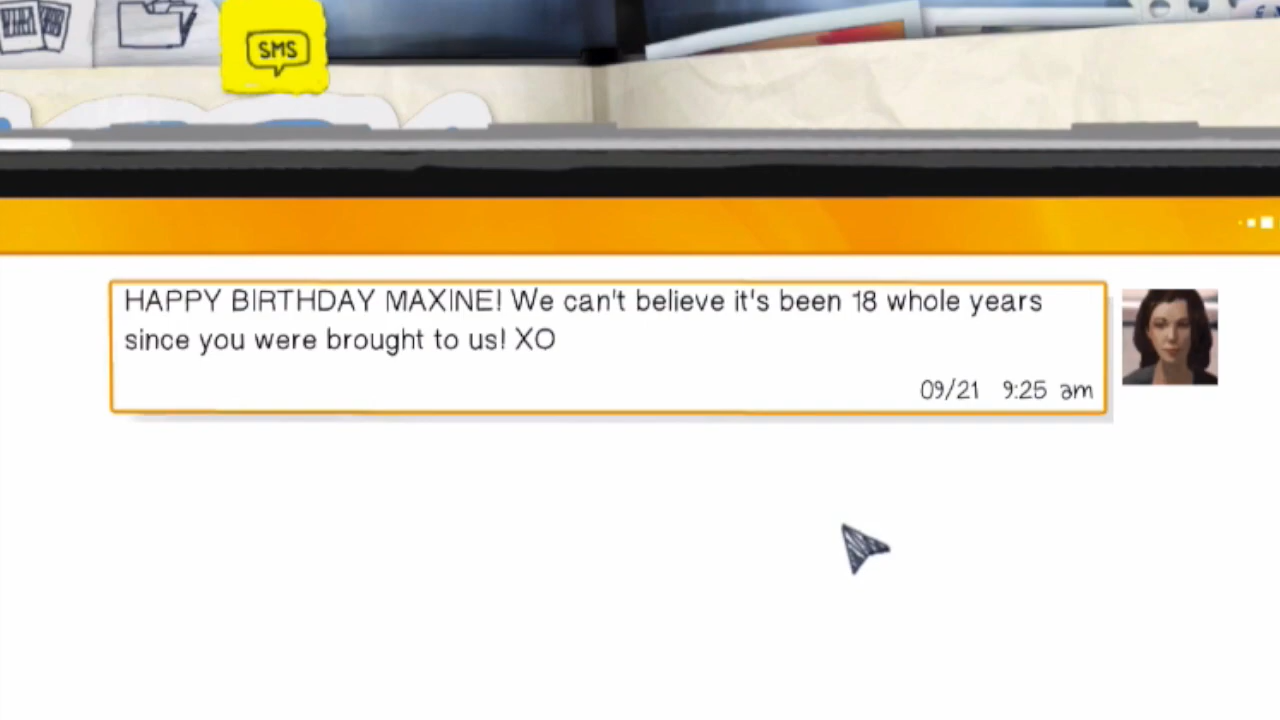 SMS
HAPPY BIRTHDAY MAXINE! We can't believe it's been 18 whole years
since you were brought to us! XO
09/21 9:25 am